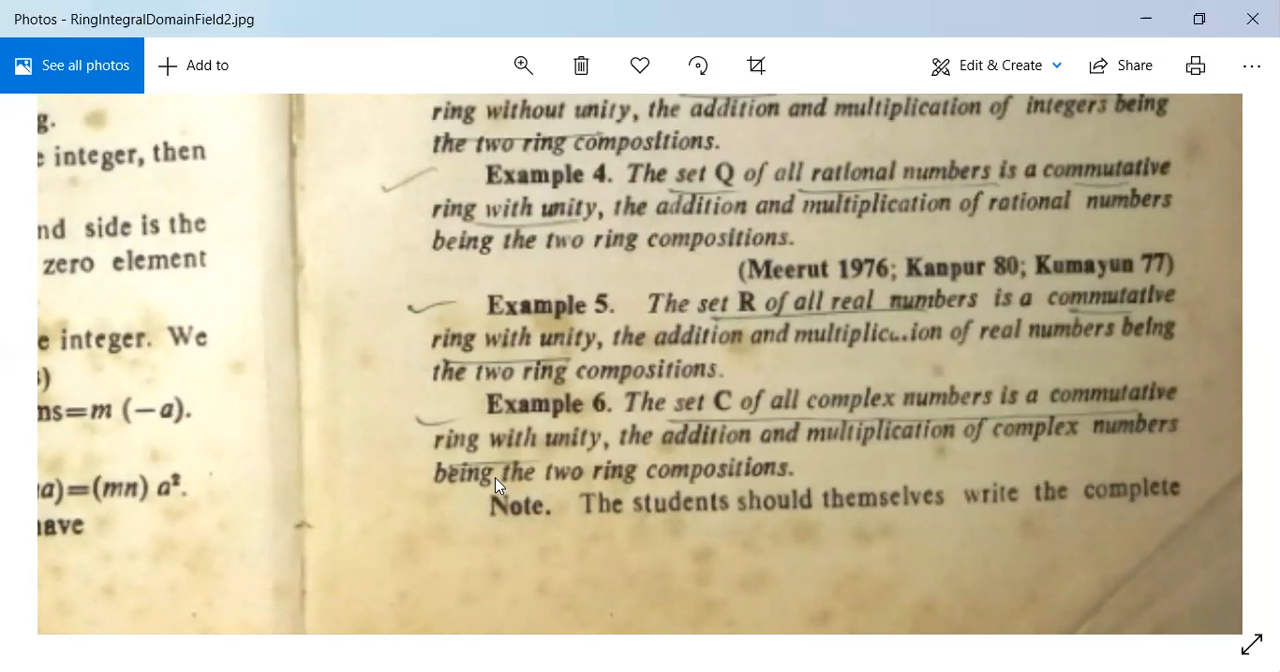 Photos - RingIntegralDomainField2.jpg
See all photos
Add to
Edit & Create
Share
g.
e integer, then
nd side is the
zero element
e integer. We
s)
ns=m (−a).
a)=(mn) a².
have
ring without unity, the addition and multiplication of integers being
the two ring compositions.
Example 4. The set Q of all rational numbers is a commutative
ring with unity, the addition and multiplication of rational numbers
being the two ring compositions.
(Meerut 1976; Kanpur 80; Kumayun 77)
Example 5. The set R of all real numbers is a commutative
ring with unity, the addition and multiplic...ion of real numbers being
the two ring compositions.
Example 6. The set C of all complex numbers is a commutative
ring with unity, the addition and multiplication of complex numbers
being the two ring compositions.
Note. The students should themselves write the complete